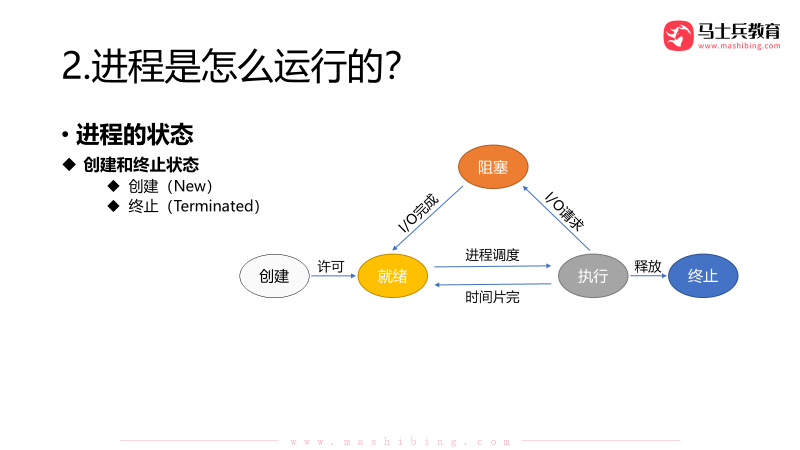 马士兵教育
www.mashibing.com
2.进程是怎么运行的?
• 进程的状态
◆ 创建和终止状态
◆ 创建（New）
◆ 终止（Terminated）
阻塞
I/O完成
I/O请求
创建
许可
就绪
进程调度
时间片完
执行
释放
终止
www.mashibing.com